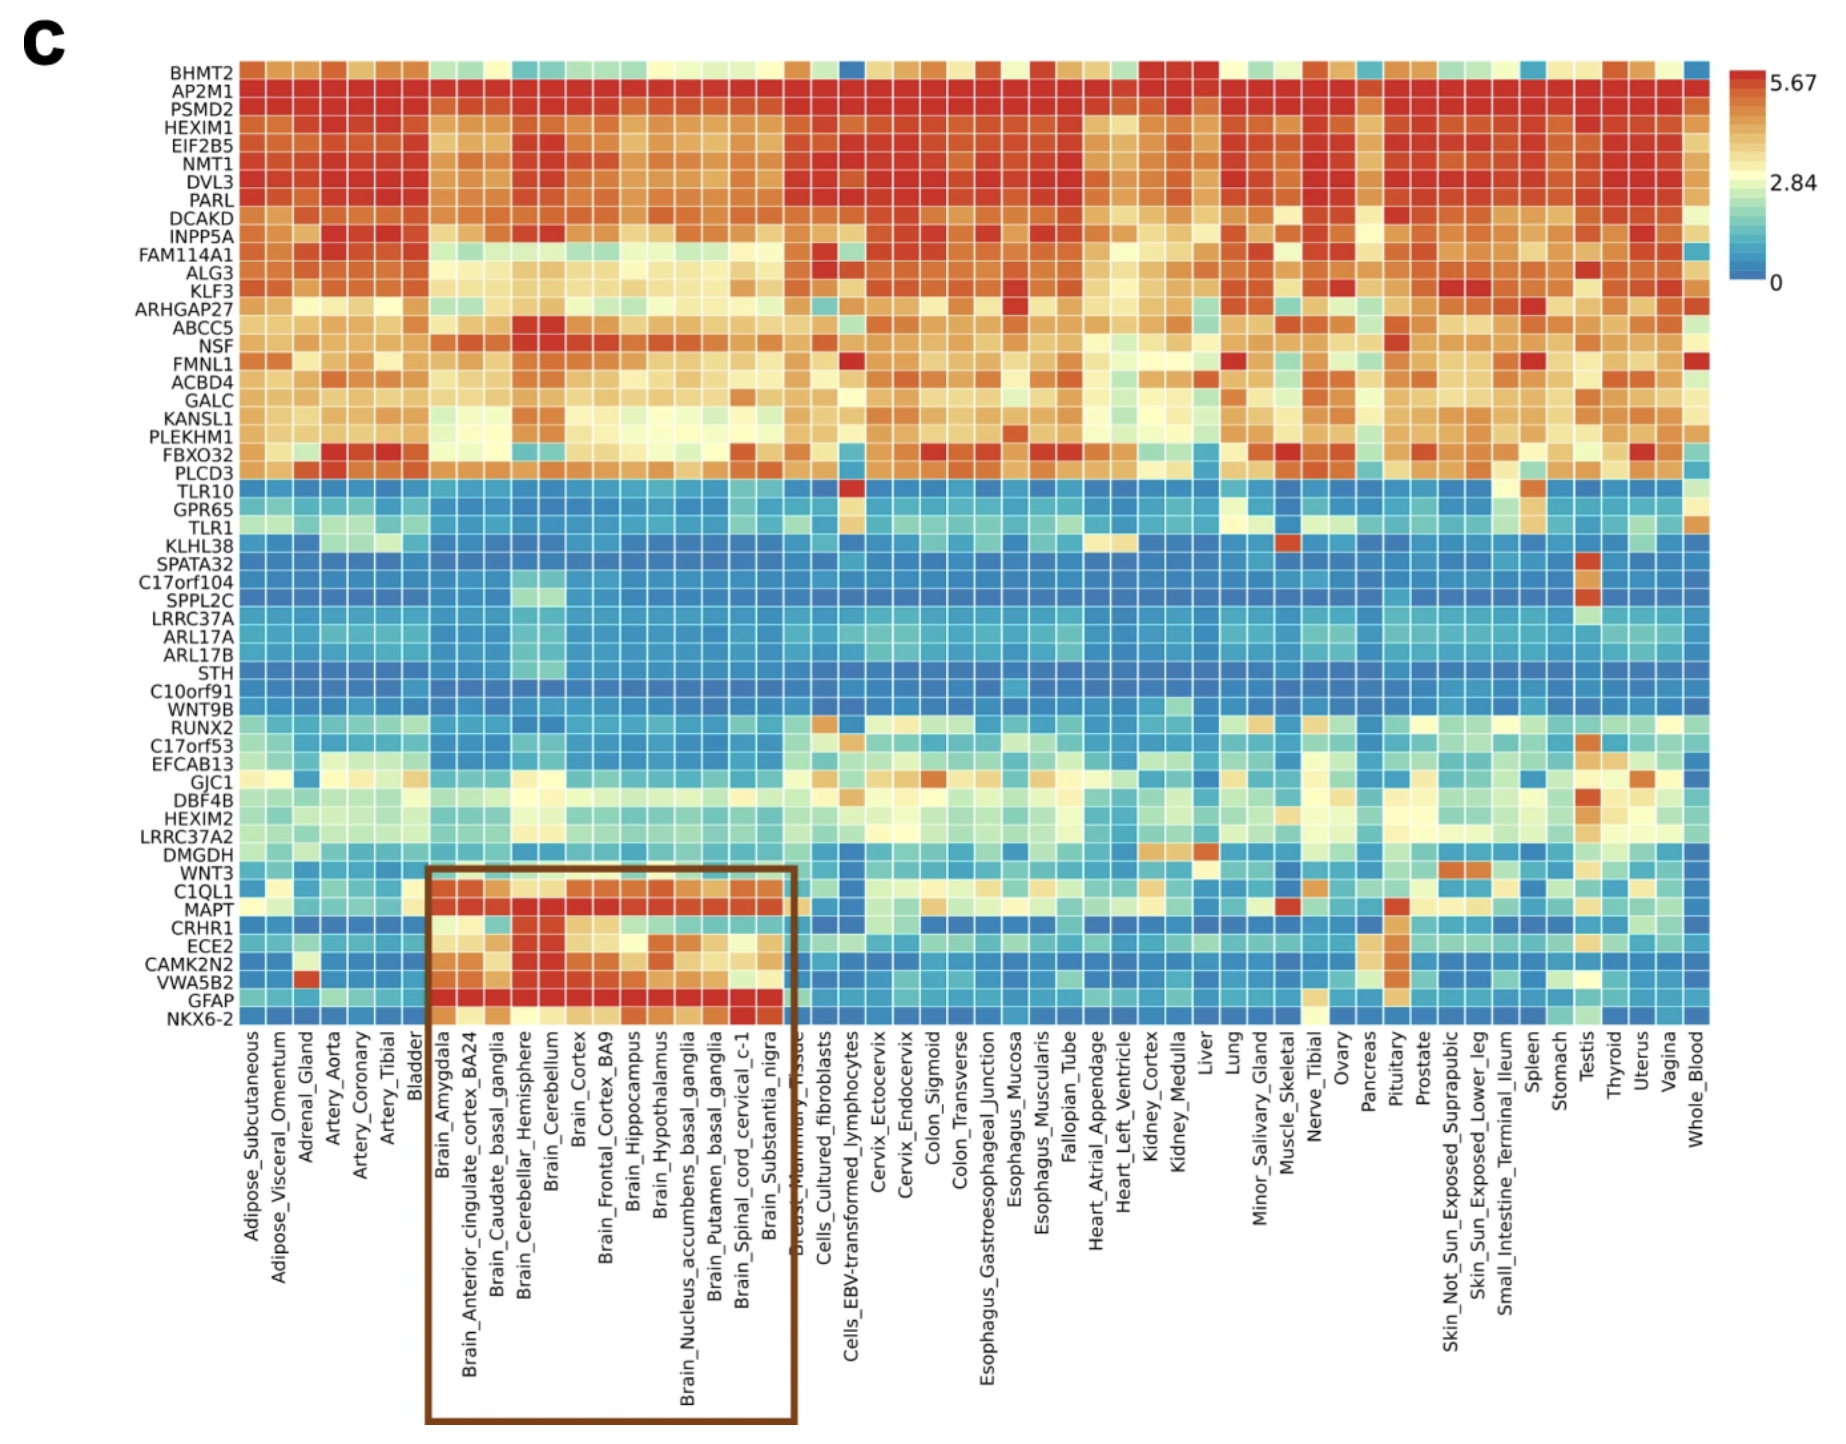 C
BHMT2
AP2M1
PSMD2
HEXIM1
EIF2B5
NMT1
DVL3
PARL
DCAKD
INPP5A
FAM114A1
ALG3
KLF3
ARHGAP27
ABCC5
NSF
FMNL1
ACBD4
GALC
KANSL1
PLEKHM1
FBXO32
PLCD3
TLR10
GPR65
TLR1
KLHL38
SPATA32
C17orf104
SPPL2C
LRRC37A
ARL17A
ARL17B
STH
C10orf91
WNT9B
RUNX2
C17orf53
EFCAB13
GJC1
DBF4B
HEXIM2
LRRC37A2
DMGDH
WNT3
C1QL1
MAPT
CRHR1
ECE2
CAMK2N2
VWA5B2
GFAP
NKX6-2
5.67
2.84
0
Adipose_Subcutaneous
Adipose_Visceral_Omentum
Adrenal_Gland
Artery_Aorta
Artery_Coronary
Artery_Tibial
Bladder
Brain_Amygdala
Brain_Anterior_cingulate_cortex_BA24
Brain_Caudate_basal_ganglia
Brain_Cerebellar_Hemisphere
Brain_Cerebellum
Brain_Cortex
Brain_Frontal_Cortex_BA9
Brain_Hippocampus
Brain_Hypothalamus
Brain_Nucleus_accumbens_basal_ganglia
Brain_Putamen_basal_ganglia
Brain_Spinal_cord_cervical_c-1
Brain_Substantia_nigra
Breast_Mammary_Tissue
Cells_Cultured_fibroblasts
Cells_EBV-transformed_lymphocytes
Cervix_Ectocervix
Cervix_Endocervix
Colon_Sigmoid
Colon_Transverse
Esophagus_Gastroesophageal_Junction
Esophagus_Mucosa
Esophagus_Muscularis
Fallopian_Tube
Heart_Atrial_Appendage
Heart_Left_Ventricle
Kidney_Cortex
Kidney_Medulla
Liver
Lung
Minor_Salivary_Gland
Muscle_Skeletal
Nerve_Tibial
Ovary
Pancreas
Pituitary
Prostate
Skin_Not_Sun_Exposed_Suprapubic
Skin_Sun_Exposed_Lower_leg
Small_Intestine_Terminal_Ileum
Spleen
Stomach
Testis
Thyroid
Uterus
Vagina
Whole_Blood